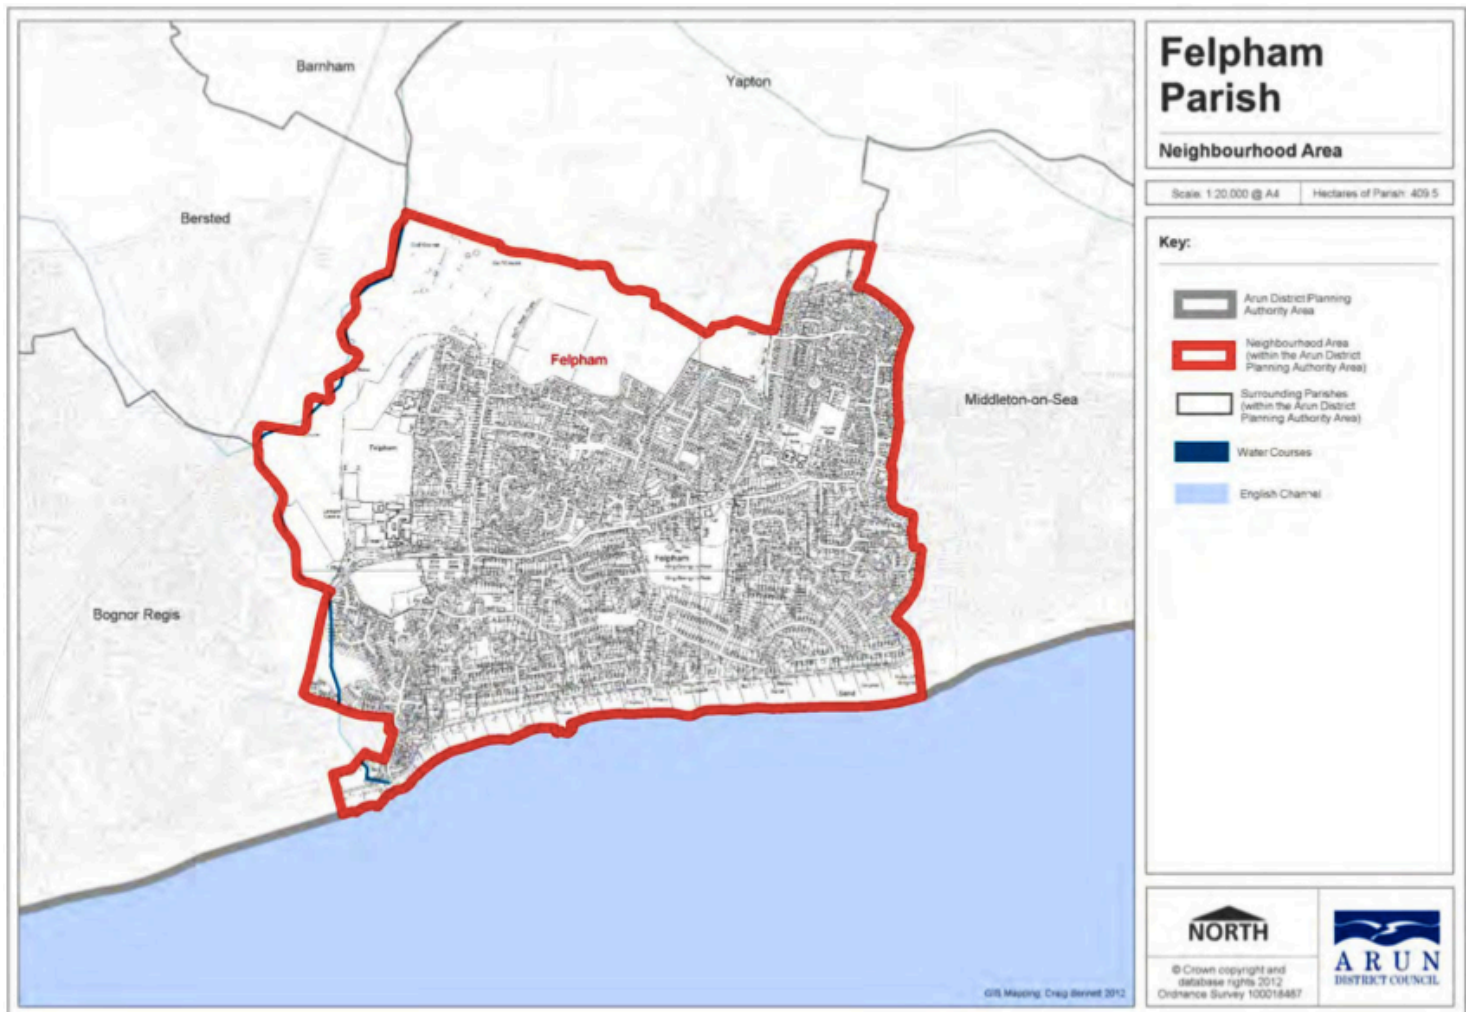 Felpham
Parish
Neighbourhood Area
Scale: 1:20,000 @ A4
Hectares of Parish: 409.5
Key:
Arun District Planning
Authority Area
Neighbourhood Area
(within the Arun District
Planning Authority Area)
Surrounding Parishes
(within the Arun District
Planning Authority Area)
Water Courses
English Channel
Barnham
Yapton
Bersted
Felpham
Middleton-on-Sea
Felpham
Felpham
Bognor Regis
Sand
GIS Mapping: Craig Bennett 2012
NORTH
© Crown copyright and
database rights 2012
Ordnance Survey 100018487
ARUN
DISTRICT COUNCIL